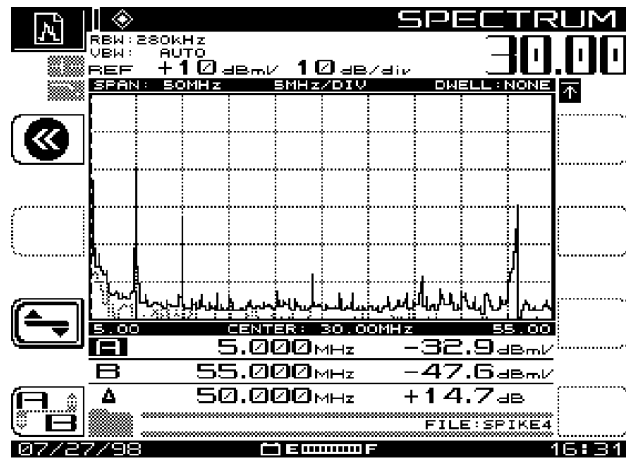 SPECTRUM
RBW:280KHz
VBW: AUTO
REF +10dBmV 10dB/div
30.00
SPAN: 50MHz 5MHz/DIV DWELL:NONE
5.00 CENTER: 30.00MHz 55.00
A 5.000MHz -32.9dBmV
B 55.000MHz -47.6dBmV
Δ 50.000MHz +14.7dB
A
B
FILE:SPIKE4
07/27/98 E F 16:31